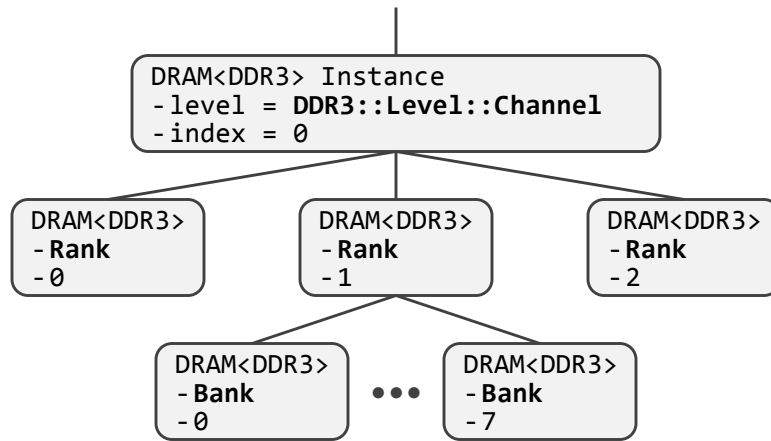 DRAM<DDR3> Instance
-level = DDR3::Level::Channel
-index = 0
DRAM<DDR3>
-Rank
-0
DRAM<DDR3>
-Rank
-1
DRAM<DDR3>
-Rank
-2
DRAM<DDR3>
-Bank
-0
•••
DRAM<DDR3>
-Bank
-7